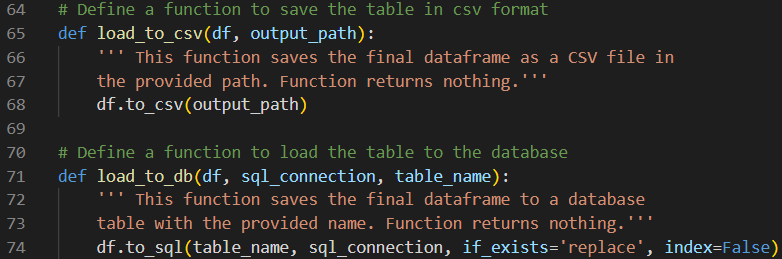 64 # Define a function to save the table in csv format
65 def load_to_csv(df, output_path):
66     ''' This function saves the final dataframe as a CSV file in
67     the provided path. Function returns nothing.'''
68     df.to_csv(output_path)
69
70 # Define a function to load the table to the database
71 def load_to_db(df, sql_connection, table_name):
72     ''' This function saves the final dataframe to a database
73     table with the provided name. Function returns nothing.'''
74     df.to_sql(table_name, sql_connection, if_exists='replace', index=False)